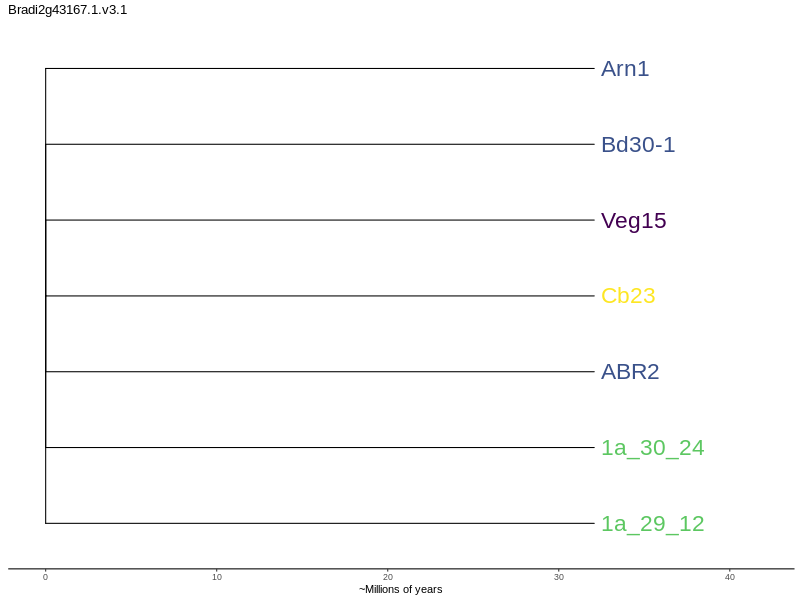 Bradi2g43167.1.v3.1
Arn1
Bd30-1
Veg15
Cb23
ABR2
1a_30_24
1a_29_12
0 10 20 30 40
~Millions of years